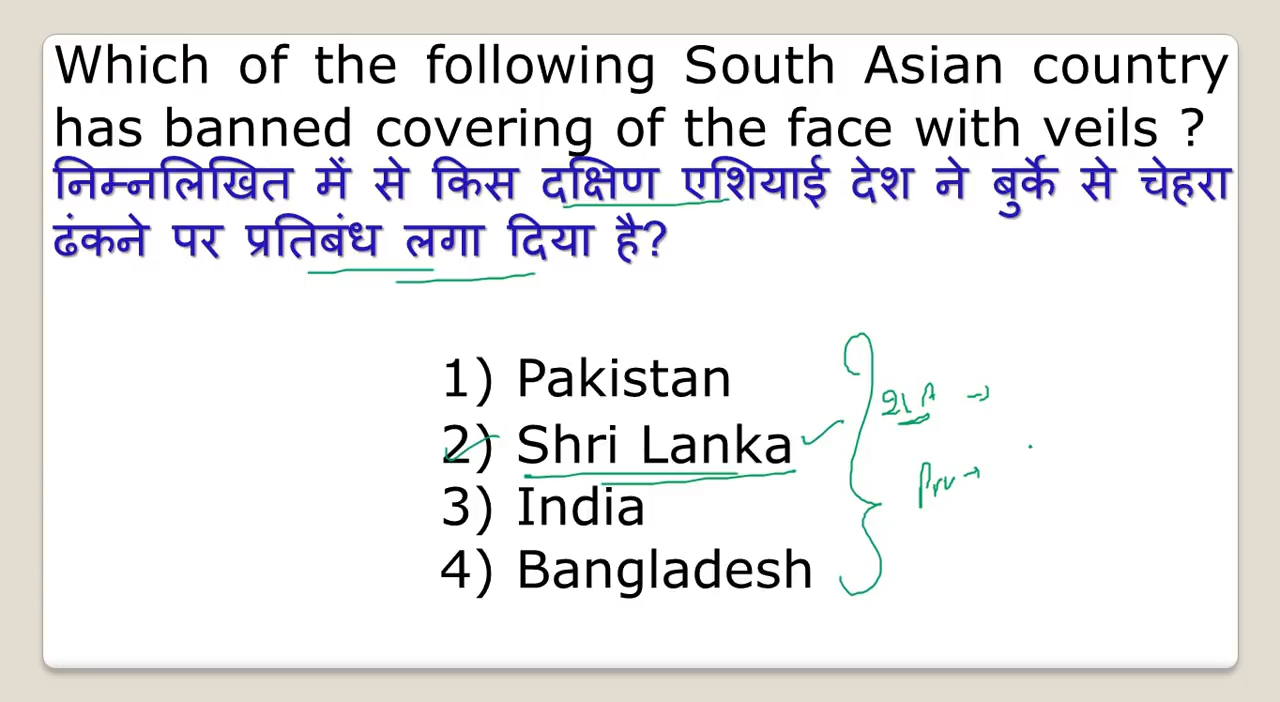 Which of the following South Asian country
has banned covering of the face with veils ?
निम्नलिखित में से किस दक्षिण एशियाई देश ने बुर्के से चेहरा
ढंकने पर प्रतिबंध लगा दिया है?
1) Pakistan
2) Shri Lanka
3) India
4) Bangladesh